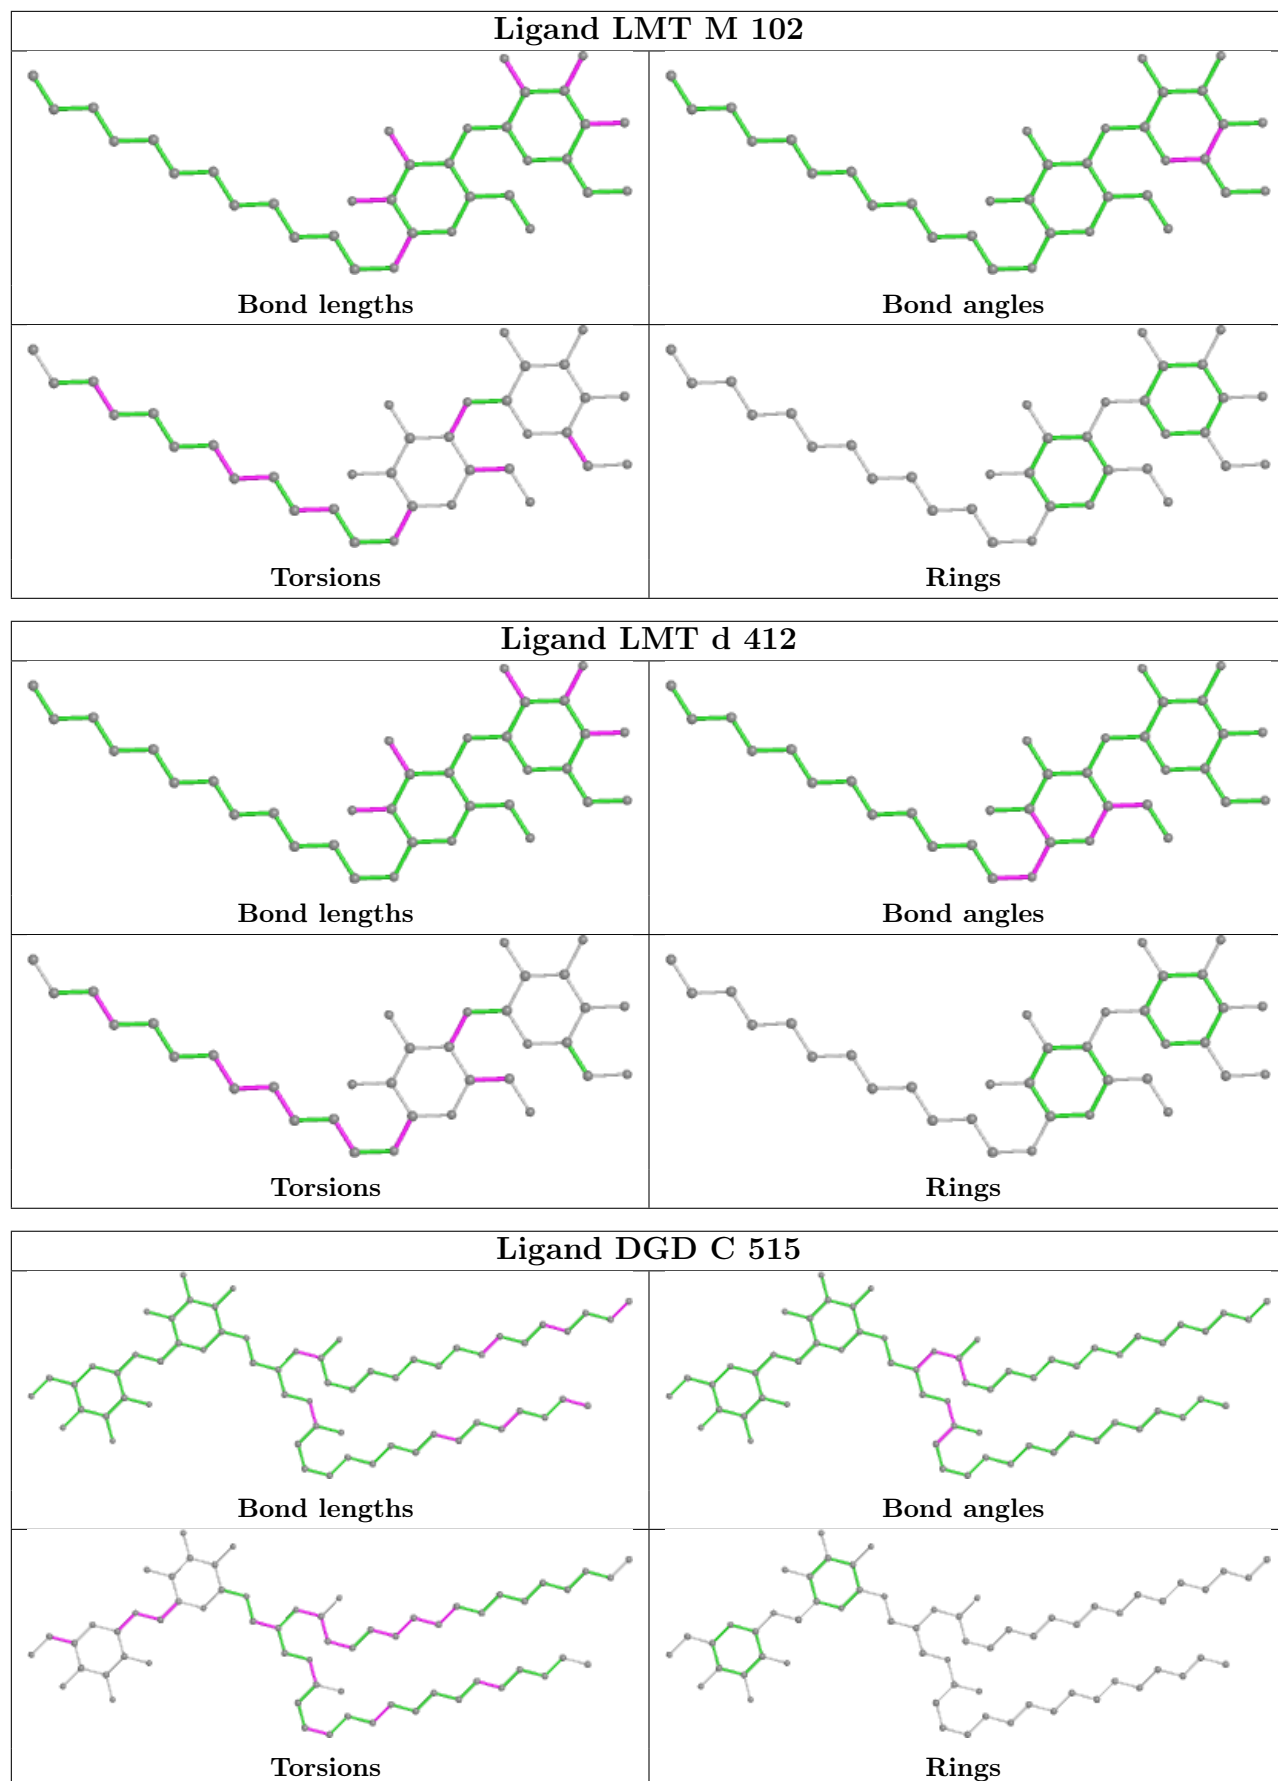 Ligand LMT M 102
Bond lengths
Bond angles
Torsions
Rings
Ligand LMT d 412
Bond lengths
Bond angles
Torsions
Rings
Ligand DGD C 515
Bond lengths
Bond angles
Torsions
Rings